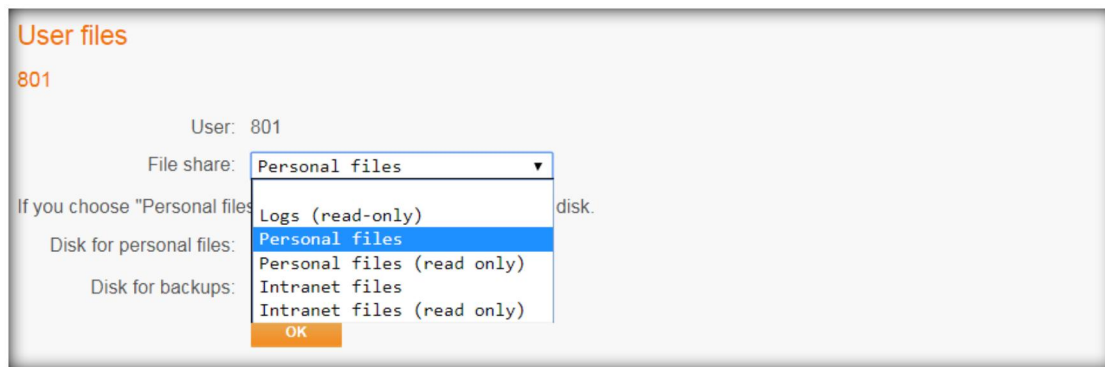 User files
801
User: 801
File share: Personal files
If you choose "Personal files disk.
Logs (read-only)
Personal files
Disk for personal files:
Personal files (read only)
Disk for backups:
Intranet files
Intranet files (read only)
OK